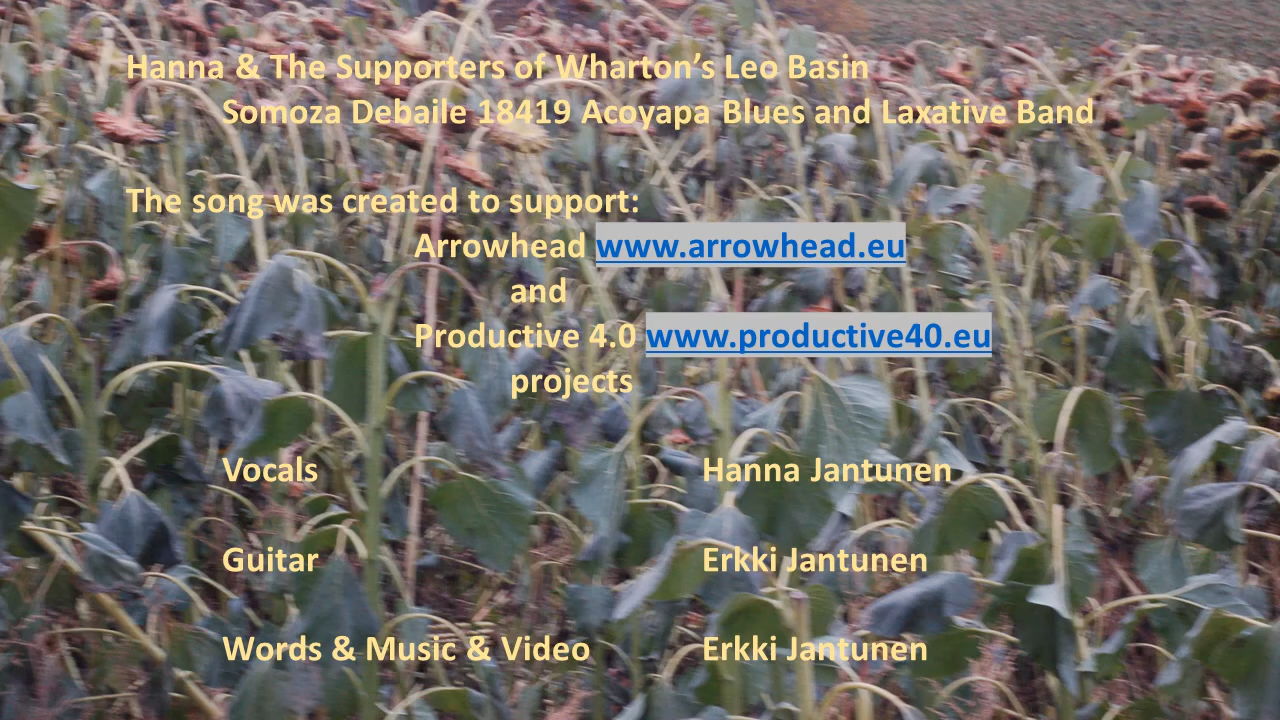 Hanna & The Supporters of Wharton’s Leo Basin
Somoza Debaile 18419 Acoyapa Blues and Laxative Band
The song was created to support:
Arrowhead www.arrowhead.eu
and
Productive 4.0 www.productive40.eu
projects
Vocals Hanna Jantunen
Guitar Erkki Jantunen
Words & Music & Video Erkki Jantunen